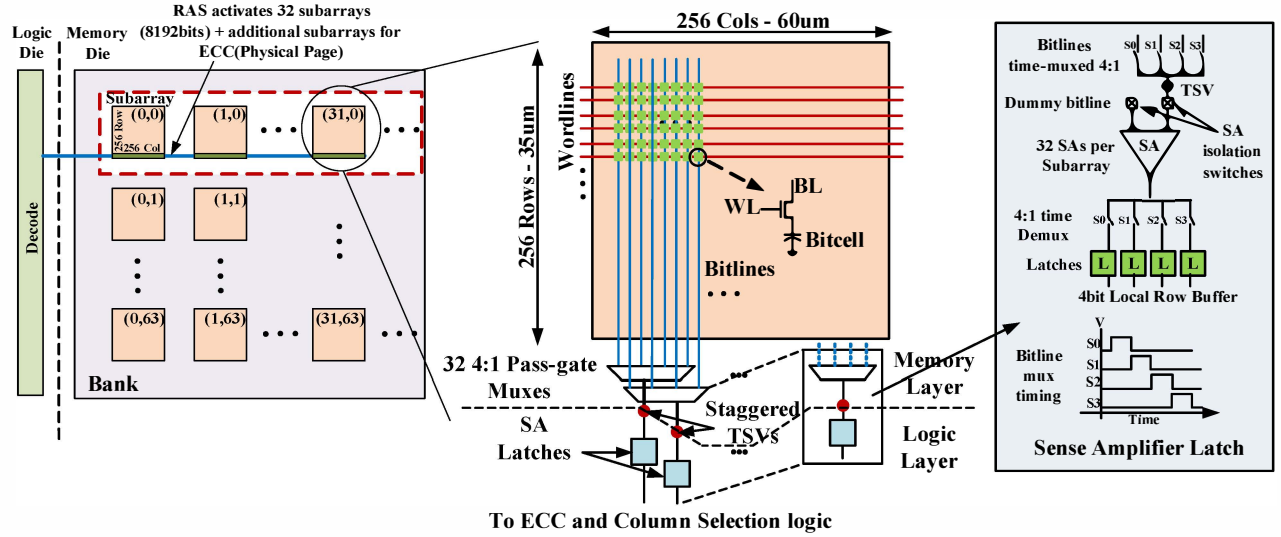 RAS activates 32 subarrays
(8192bits) + additional subarrays for
ECC(Physical Page)
Logic
Die
Memory
Die
Decode
Subarray
(0,0)
256 Row
256 Col
(1,0)
(31,0)
(0,1)
(1,1)
(0,63)
(1,63)
(31,63)
Bank
256 Cols - 60um
256 Rows - 35um
Wordlines
WL
BL
Bitcell
Bitlines
32 4:1 Pass-gate
Muxes
SA
Latches
Staggered
TSVs
Memory
Layer
Logic
Layer
To ECC and Column Selection logic
Bitlines
time-muxed 4:1
S0 S1 S2 S3
TSV
Dummy bitline
SA
isolation
switches
SA
32 SAs per
Subarray
4:1 time
Demux
S0 S1 S2 S3
Latches
L L L L
4bit Local Row Buffer
Bitline
mux
timing
V
S0
S1
S2
S3
Time
Sense Amplifier Latch